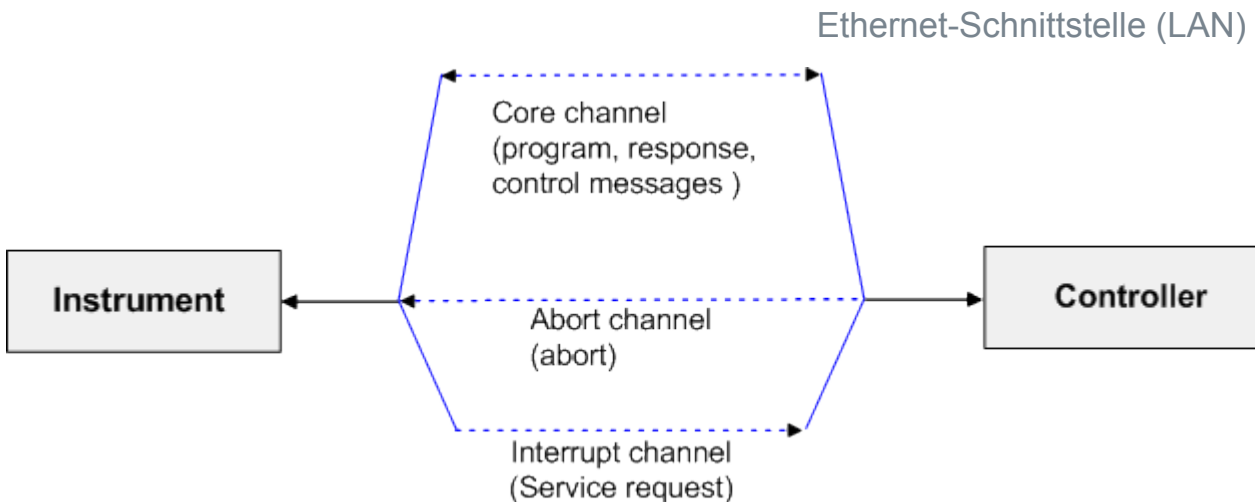 Ethernet-Schnittstelle (LAN)
Core channel
(program, response,
control messages )
Instrument
Controller
Abort channel
(abort)
Interrupt channel
(Service request)